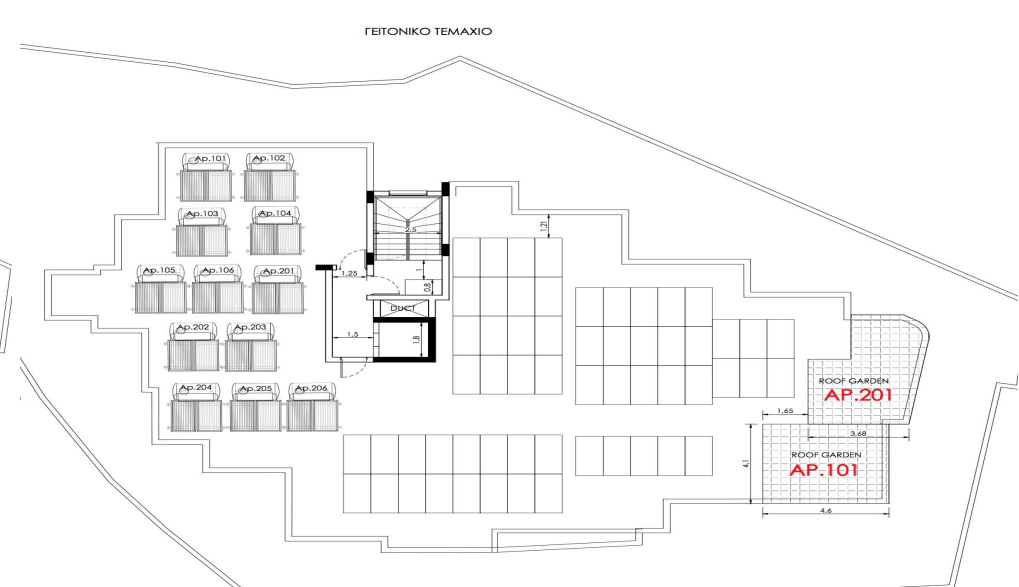 ΓΕΙΤΟΝΙΚΟ ΤΕΜΑΧΙΟ
Ap.101
Ap.102
Ap.103
Ap.104
Ap.105
Ap.106
Ap.201
Ap.202
Ap.203
Ap.204
Ap.205
Ap.206
2,5
1,25
1
0,8
DUCT
1,5
1,8
1,21
ROOF GARDEN
AP.201
1,65
3,68
ROOF GARDEN
AP.101
4,1
4,6